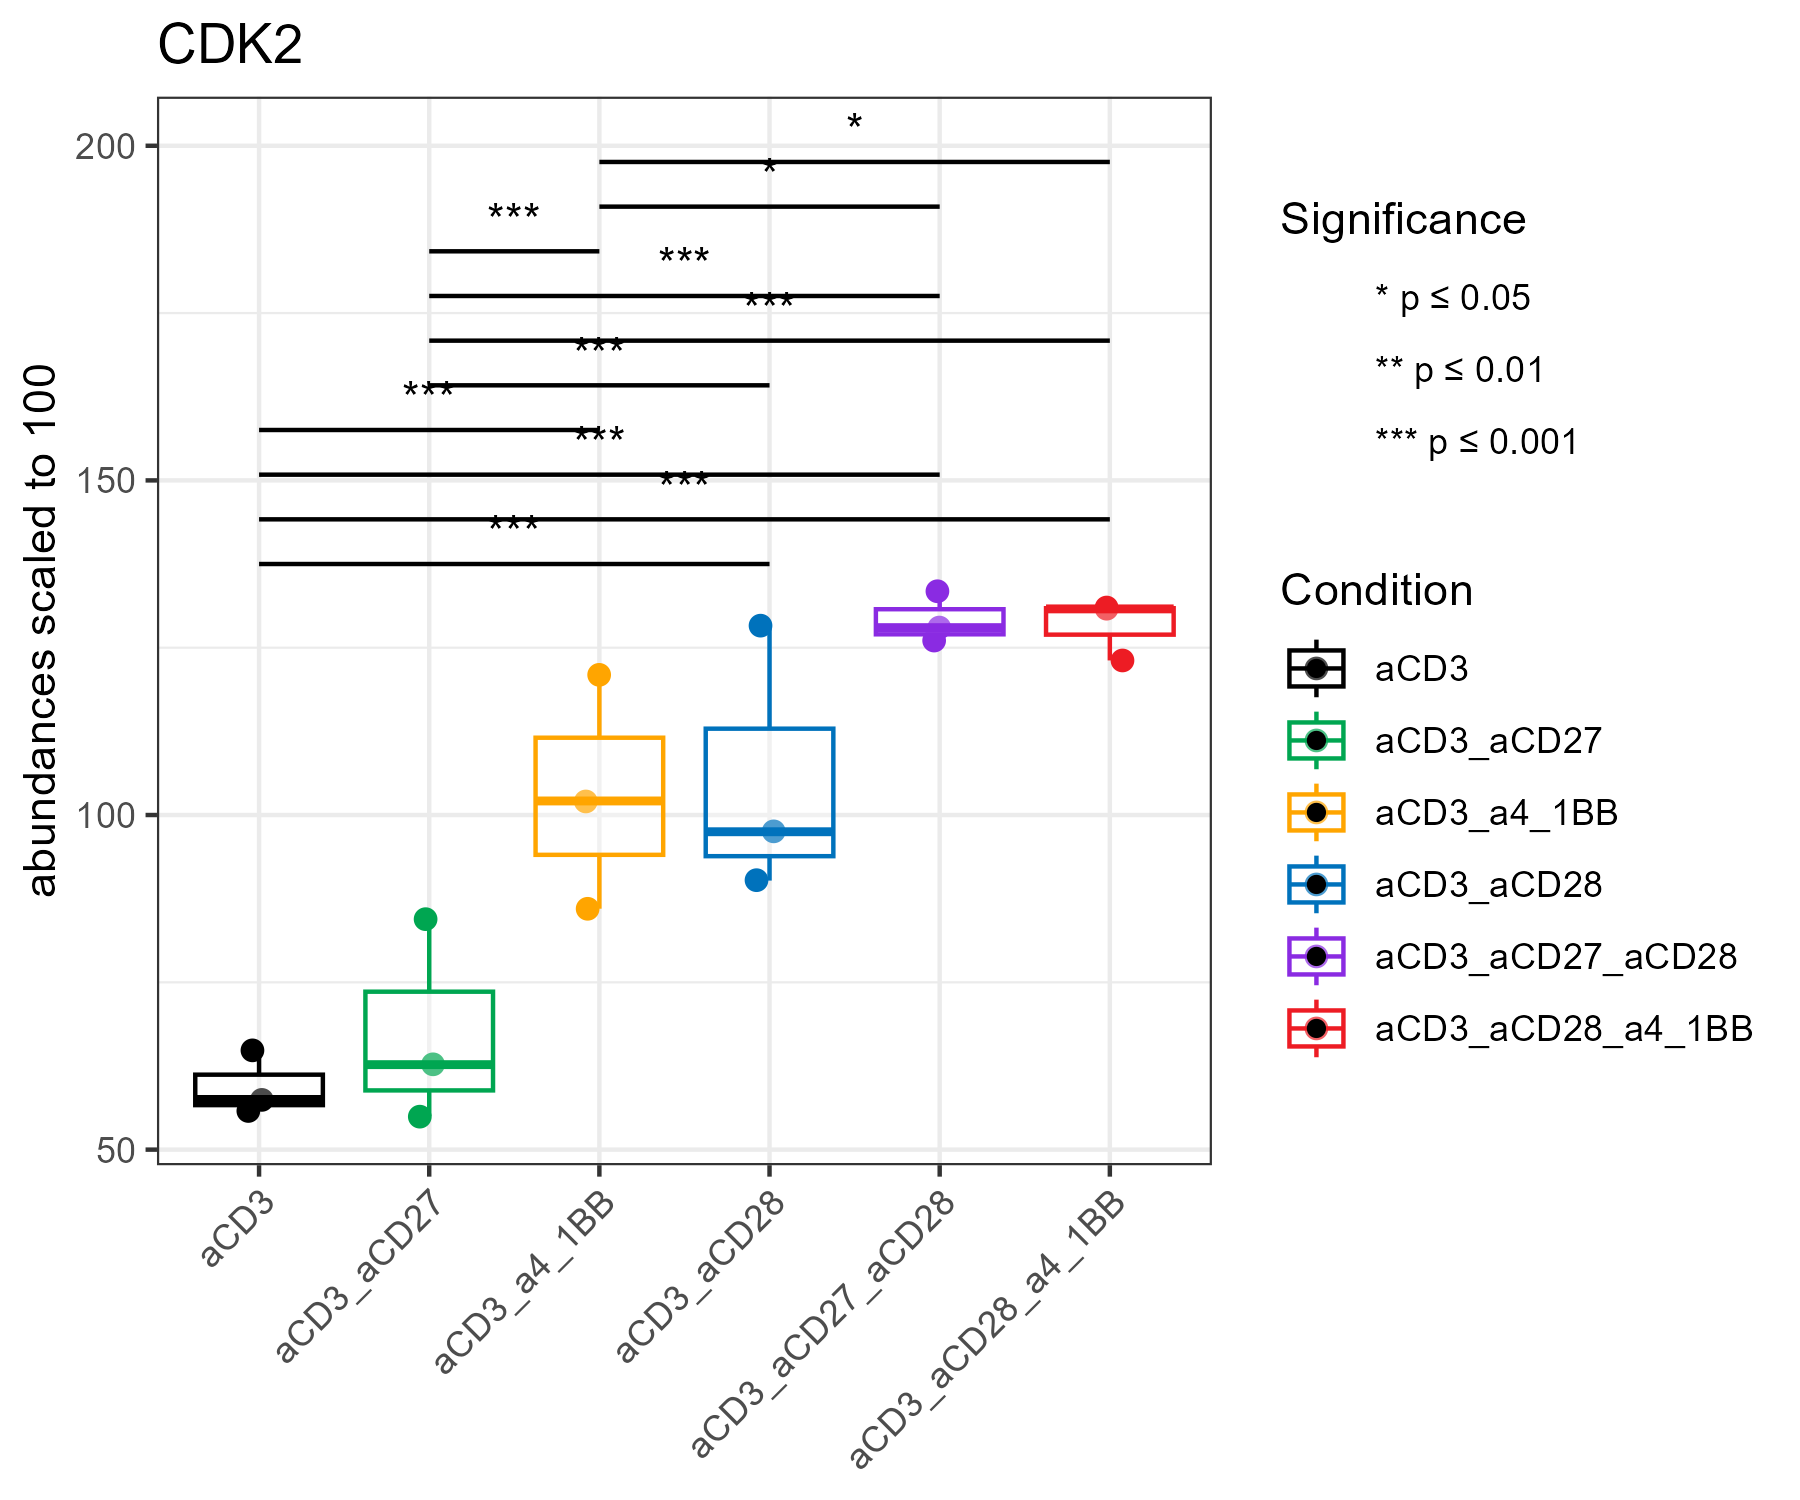 CDK2
abundances scaled to 100
200
150
100
50
*
*
***
***
***
***
***
***
***
***
aCD3
aCD3_aCD27
aCD3_a4_1BB
aCD3_aCD28
aCD3_aCD27_aCD28
aCD3_aCD28_a4_1BB
Significance
* p ≤ 0.05
** p ≤ 0.01
*** p ≤ 0.001
Condition
aCD3
aCD3_aCD27
aCD3_a4_1BB
aCD3_aCD28
aCD3_aCD27_aCD28
aCD3_aCD28_a4_1BB